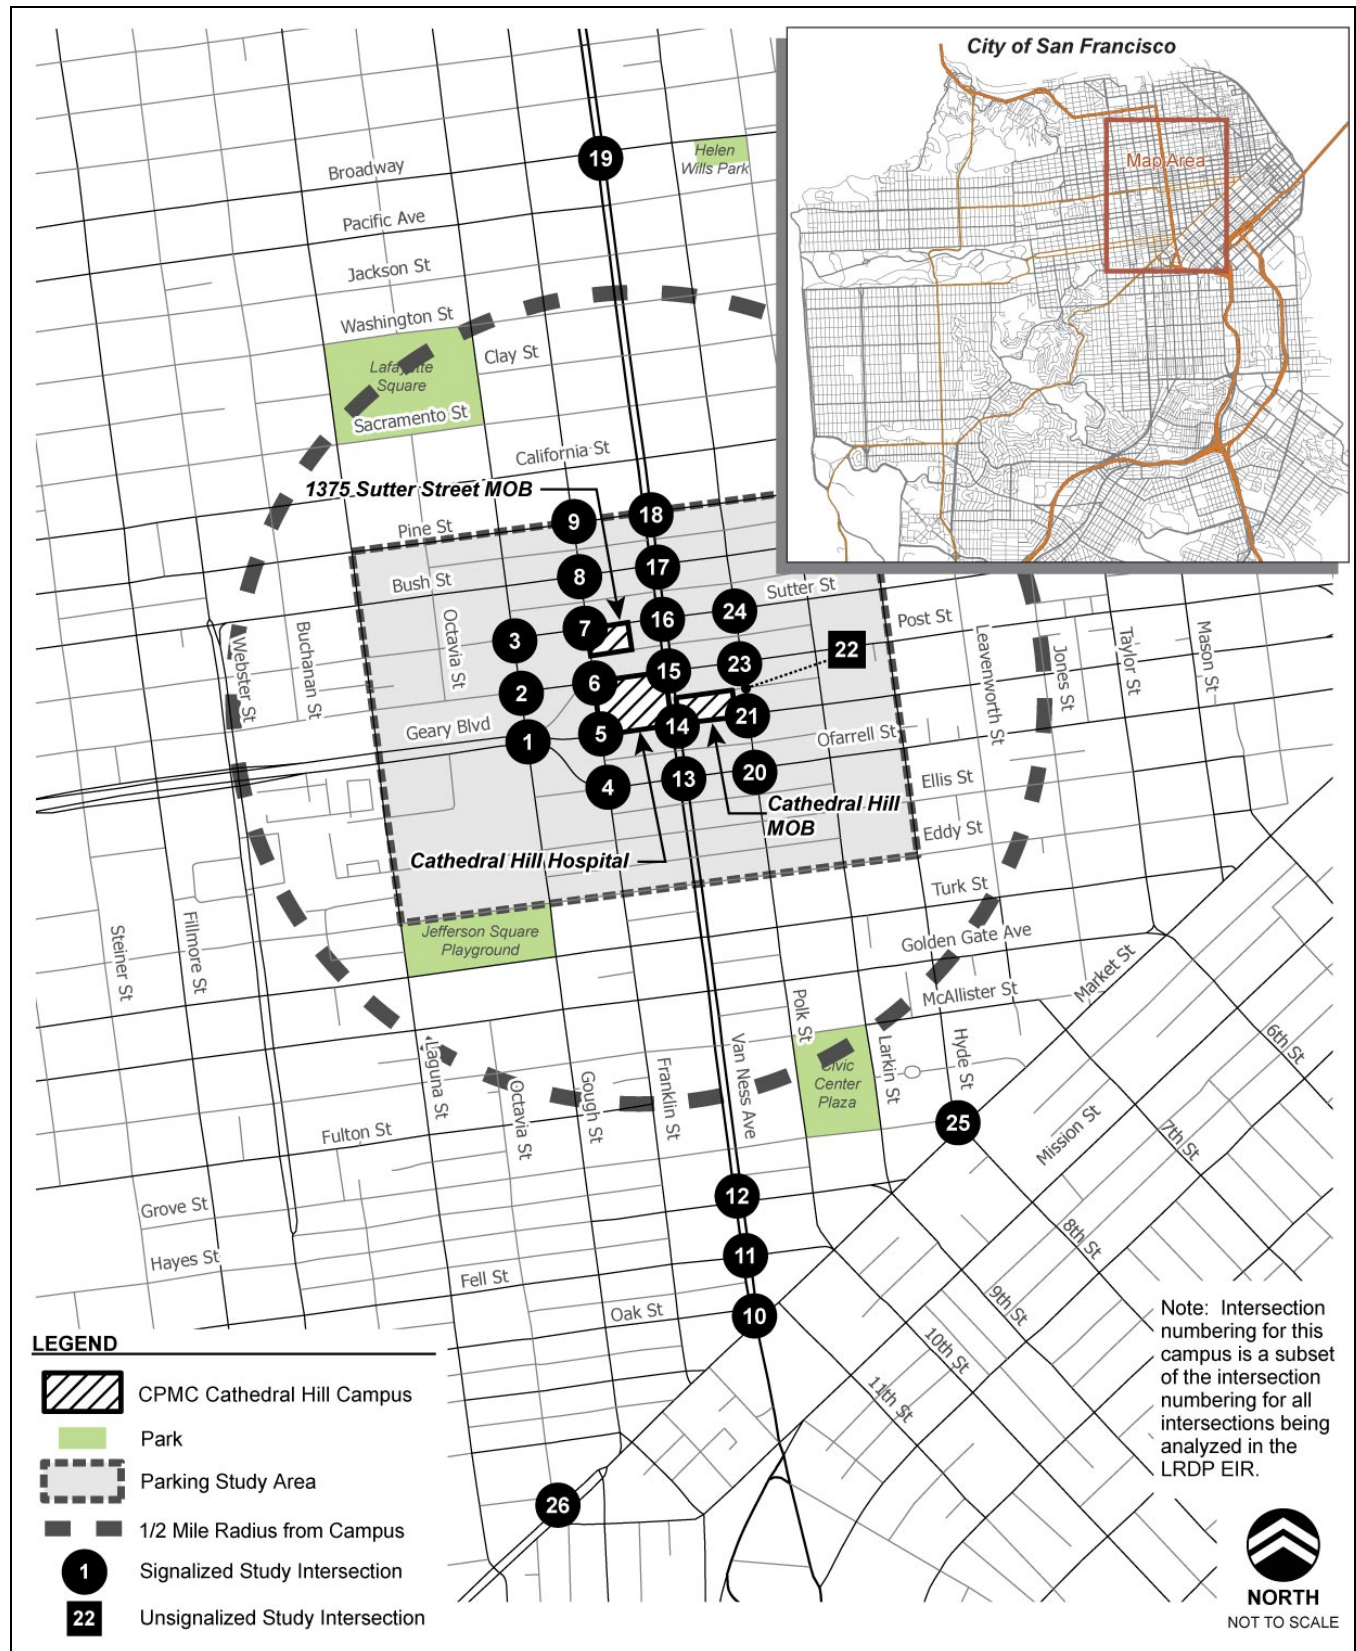 City of San Francisco
Map Area
19
Helen
Wills Park
Broadway
Pacific Ave
Jackson St
Washington St
Clay St
Lafayette
Square
Sacramento St
California St
1375 Sutter Street MOB
Pine St
9
18
Bush St
8
17
Sutter St
Octavia St
3
7
16
24
Post St
Webster St
Buchanan St
Leavenworth St
Jones St
Taylor St
Mason St
2
6
15
23
22
Geary Blvd
1
5
14
21
Ofarrell St
4
13
20
Ellis St
Cathedral Hill
MOB
Eddy St
Cathedral Hill Hospital
Turk St
Jefferson Square
Playground
Golden Gate Ave
Steiner St
Fillmore St
McAllister St
Market St
Polk St
Larkin St
Hyde St
6th St
Laguna St
Octavia St
Gough St
Franklin St
Van Ness Ave
Civic
Center
Plaza
25
Mission St
7th St
Fulton St
Grove St
12
Hayes St
11
8th St
Fell St
Oak St
10
9th St
10th St
11th St
26
Note: Intersection
numbering for this
campus is a subset
of the intersection
numbering for all
intersections being
analyzed in the
LRDP EIR.
LEGEND
CPMC Cathedral Hill Campus
Park
Parking Study Area
1/2 Mile Radius from Campus
1 Signalized Study Intersection
22 Unsignalized Study Intersection
NORTH
NOT TO SCALE